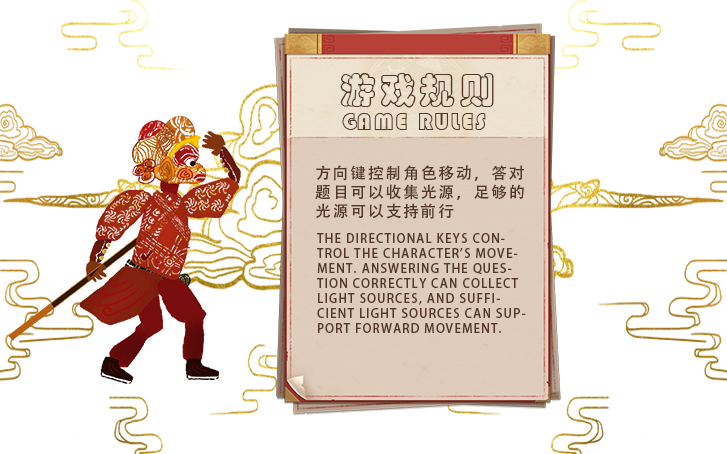 游戏规则
GAME RULES
方向键控制角色移动，答对
题目可以收集光源，足够的
光源可以支持前行
THE DIRECTIONAL KEYS CON-
TROL THE CHARACTER'S MOVE-
MENT. ANSWERING THE QUES-
TION CORRECTLY CAN COLLECT
LIGHT SOURCES, AND SUFFI-
CIENT LIGHT SOURCES CAN SUP-
PORT FORWARD MOVEMENT.